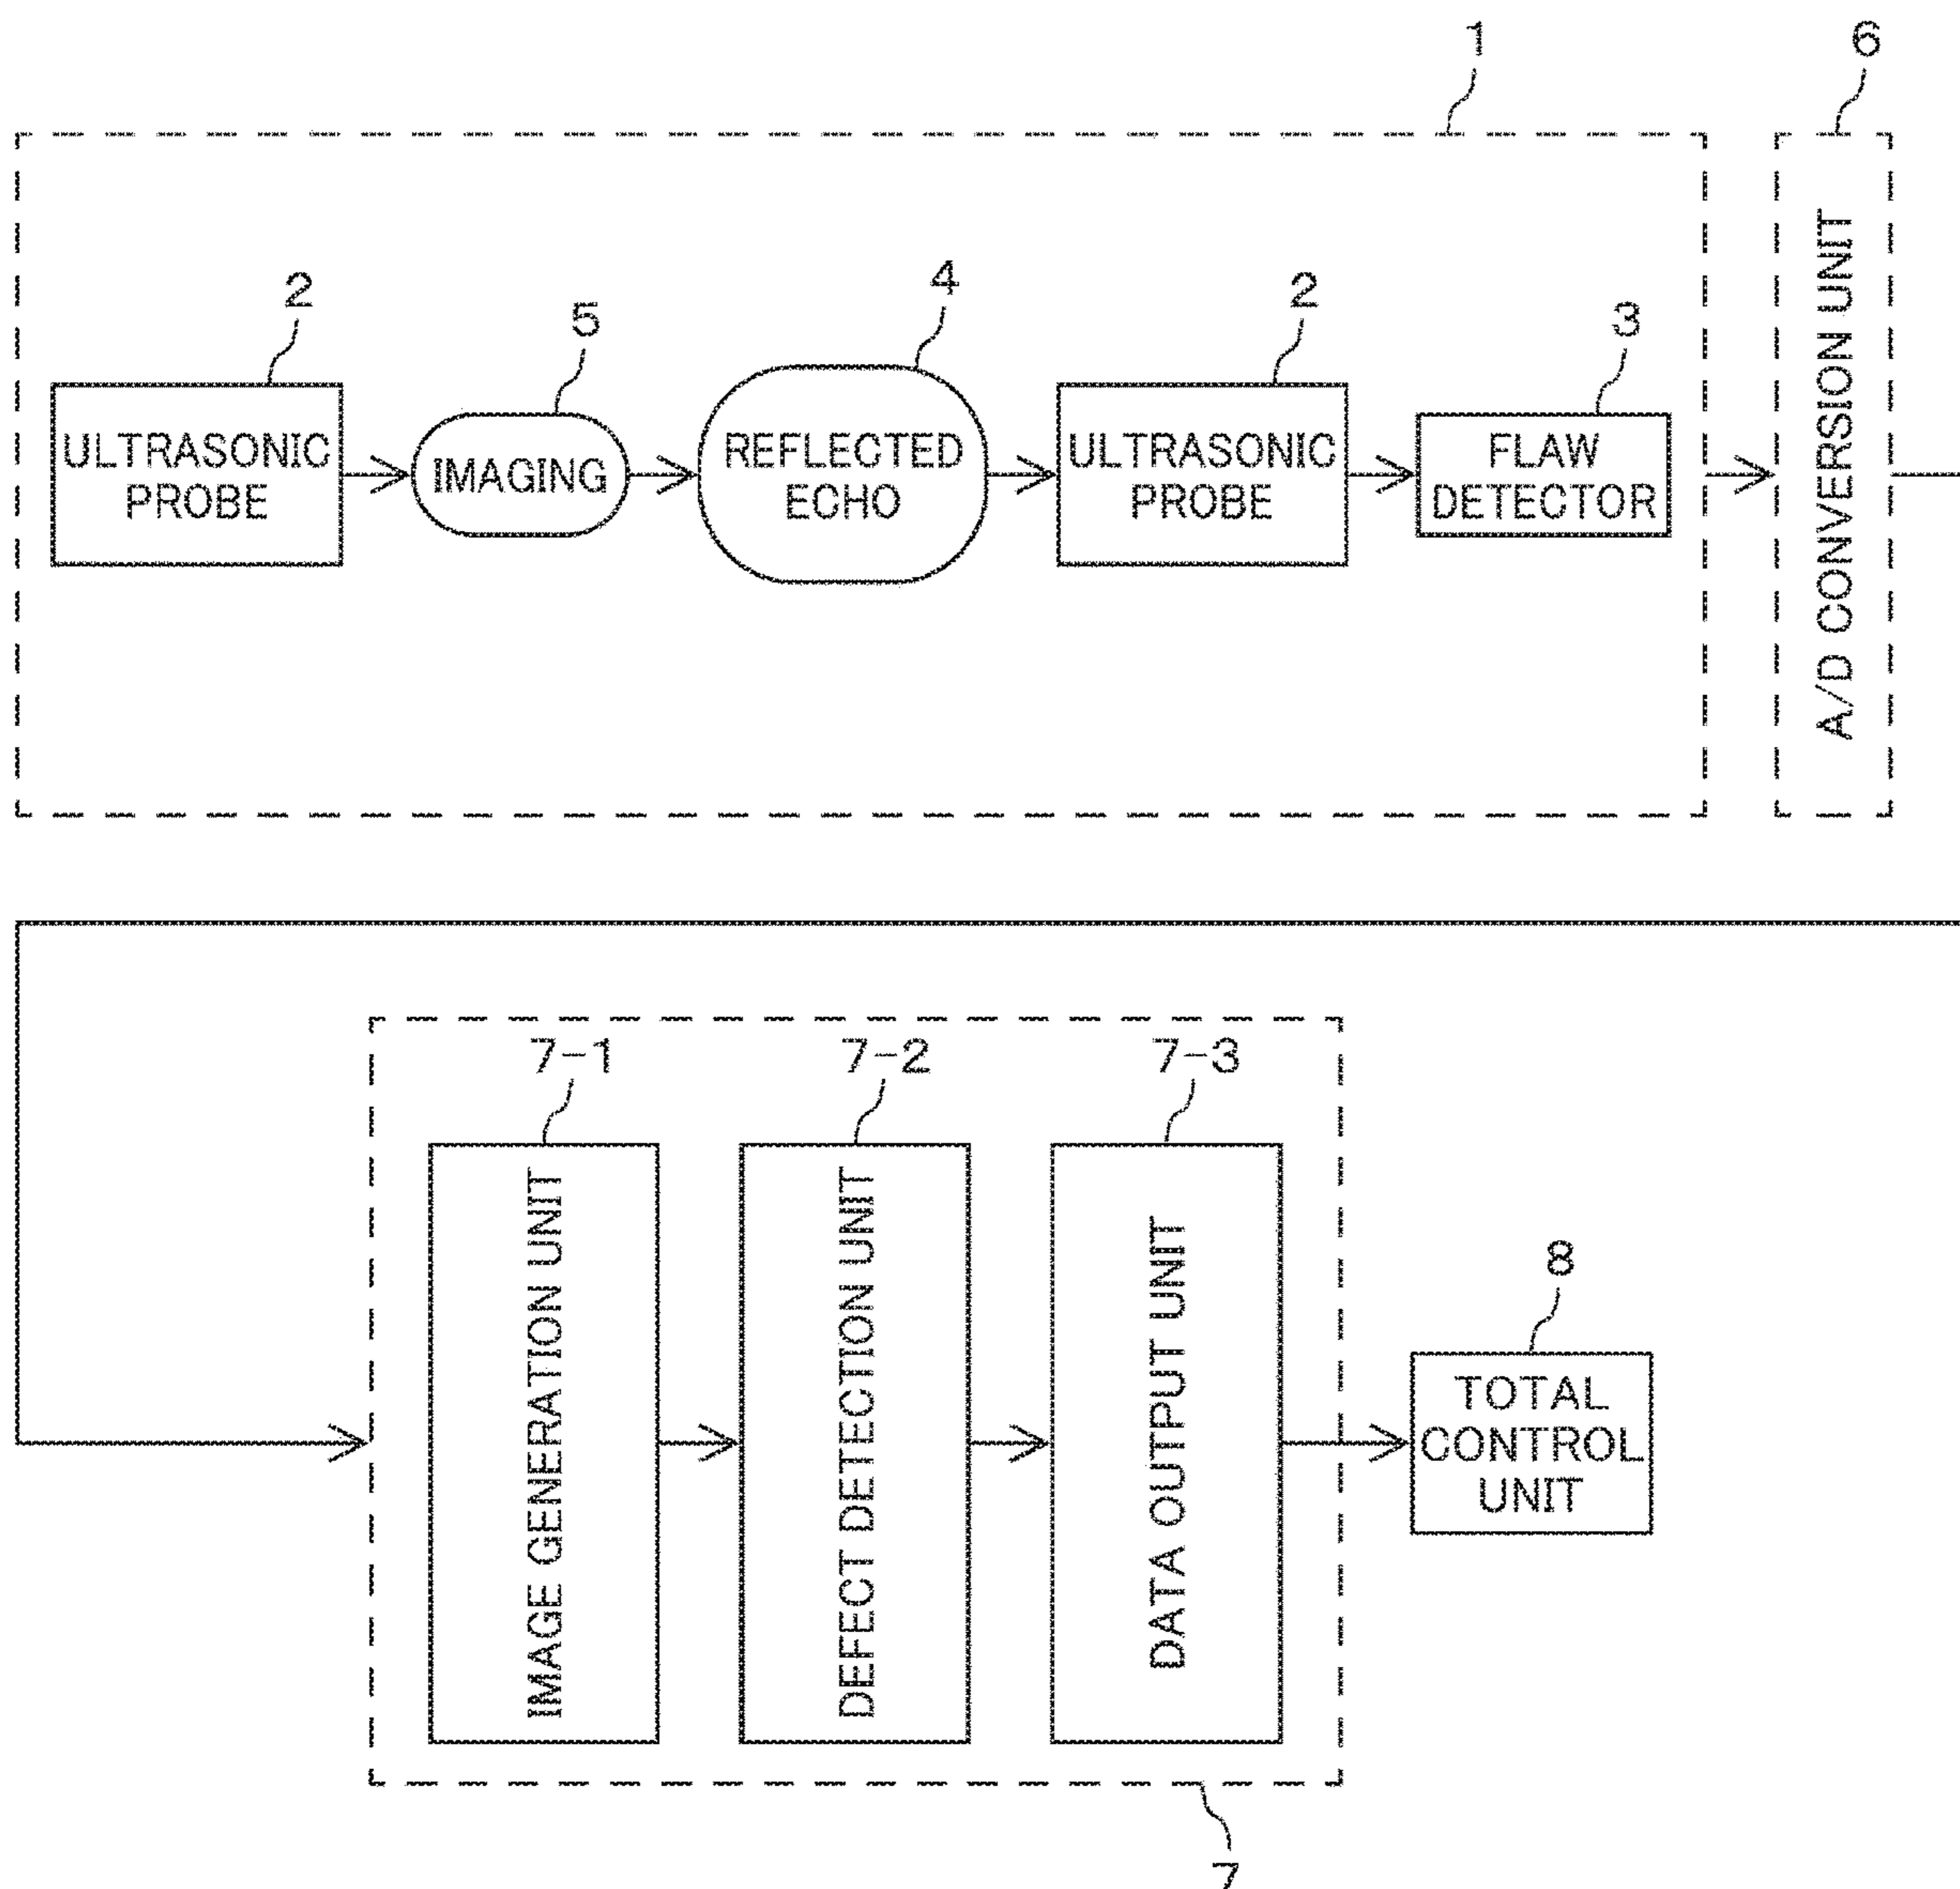 1
6
2
5
4
2
3
ULTRASONIC
PROBE
IMAGING
REFLECTED
ECHO
ULTRASONIC
PROBE
FLAW
DETECTOR
A/D CONVERSION UNIT
7-1
7-2
7-3
IMAGE GENERATION UNIT
DEFECT DETECTION UNIT
DATA OUTPUT UNIT
8
TOTAL
CONTROL
UNIT
7